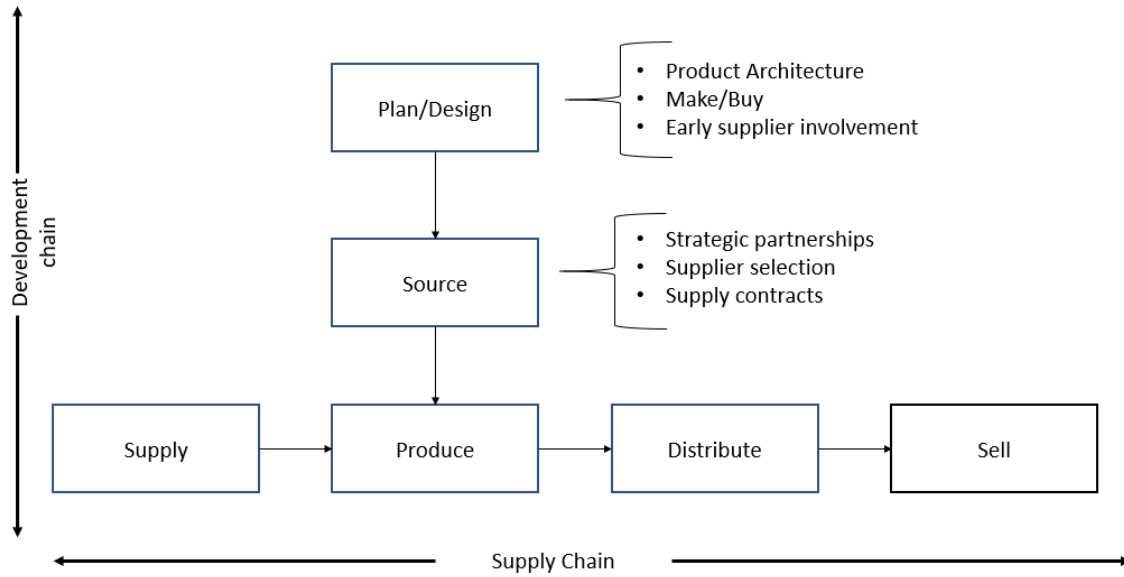 Plan/Design
• Product Architecture
• Make/Buy
• Early supplier involvement
Development
chain
Source
• Strategic partnerships
• Supplier selection
• Supply contracts
Supply
Produce
Distribute
Sell
Supply Chain